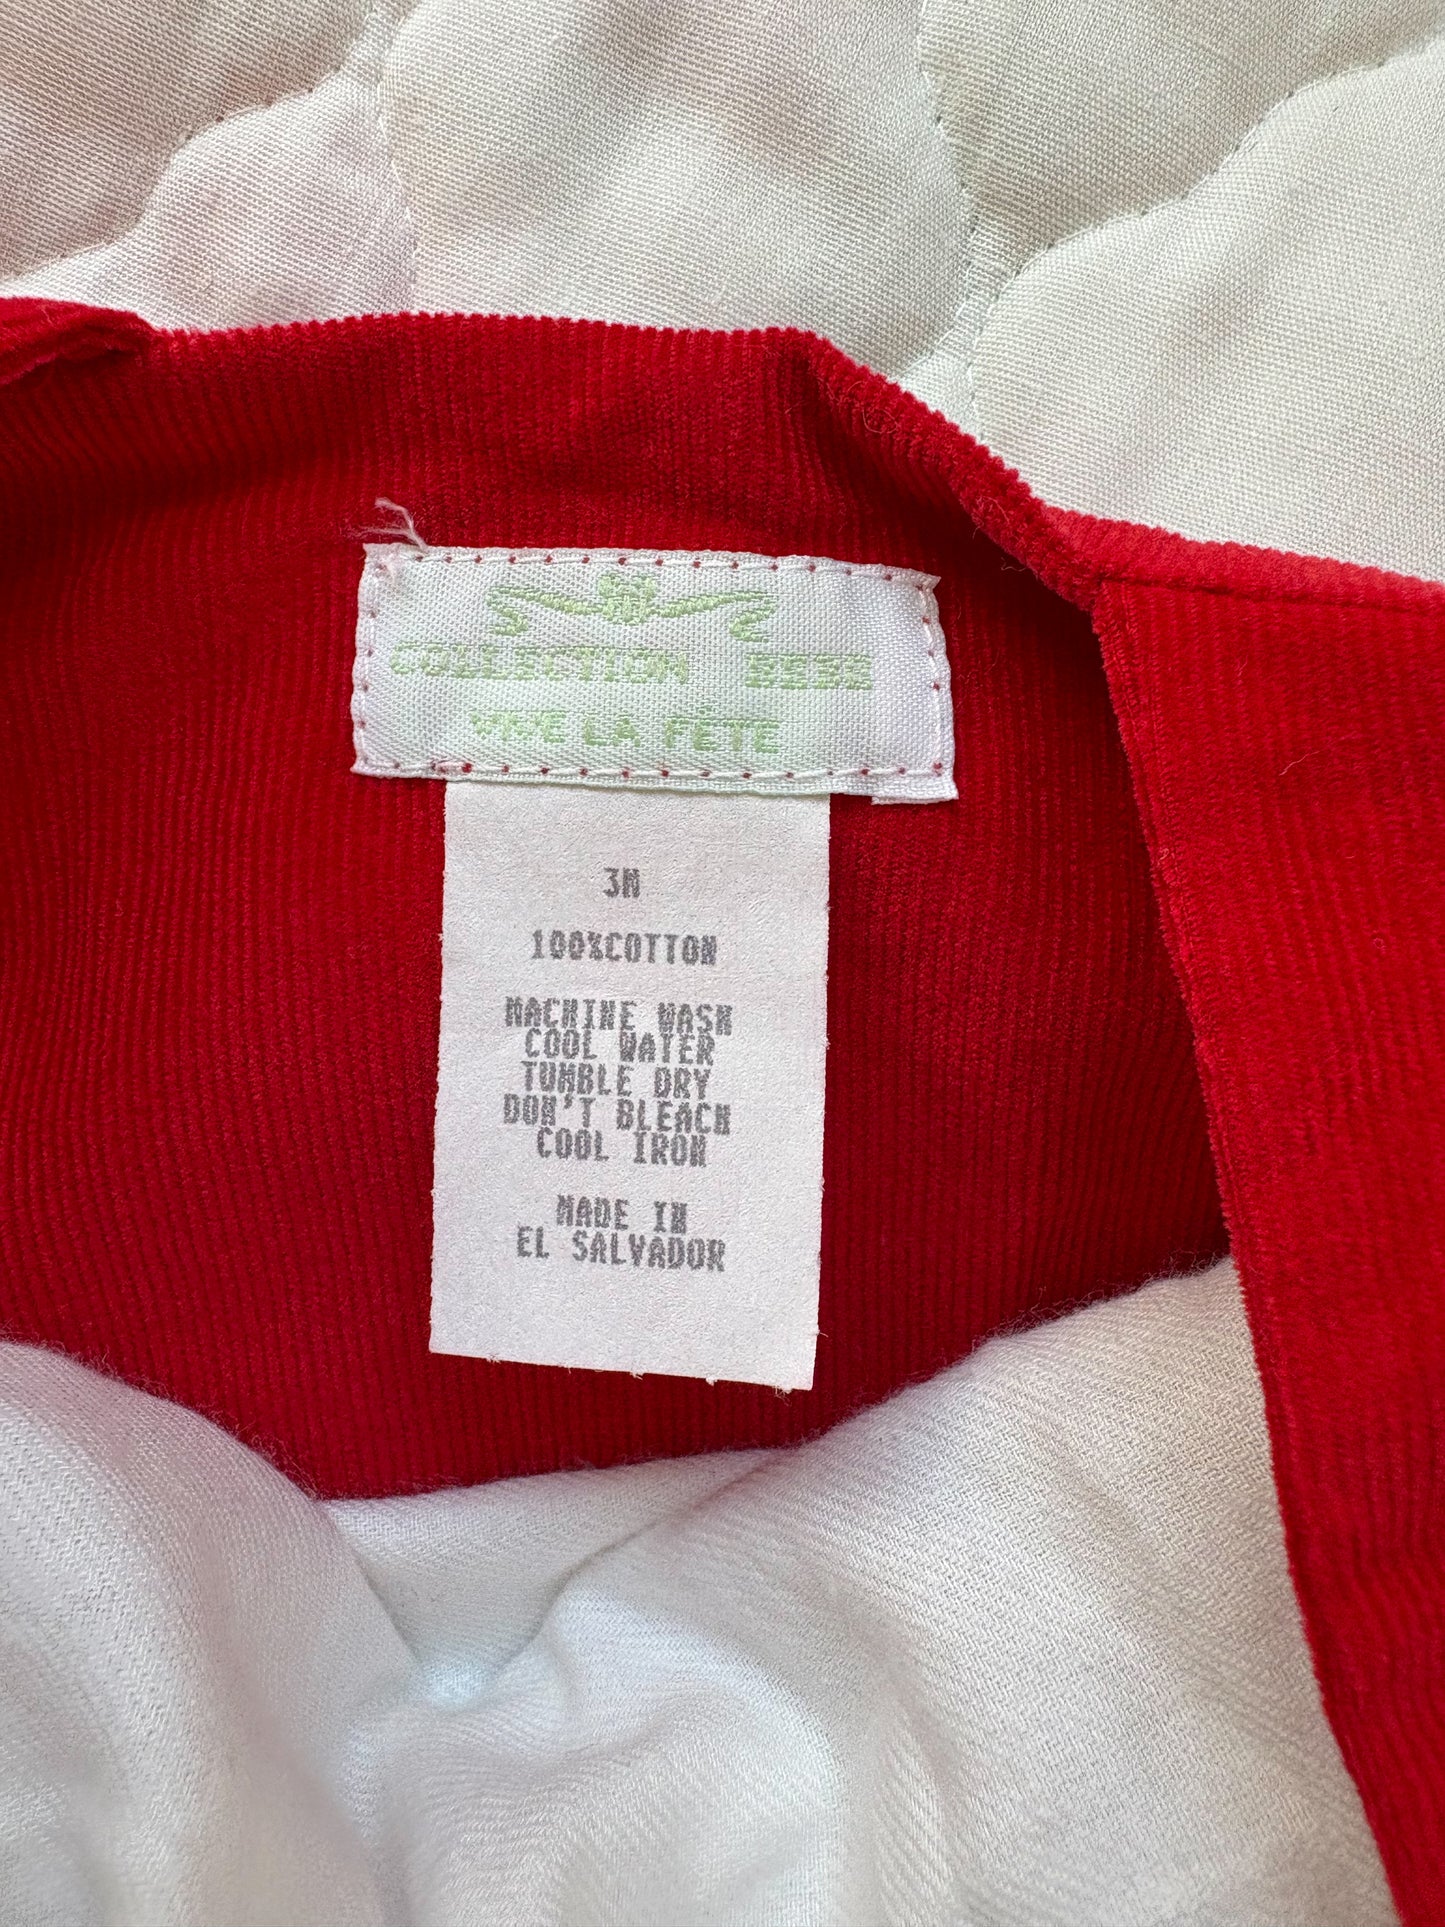 COLLECTION BEBE
VIVE LA FÊTE
3M
100%COTTON
MACHINE WASH
COOL WATER
TUMBLE DRY
DON'T BLEACH
COOL IRON
MADE IN
EL SALVADOR